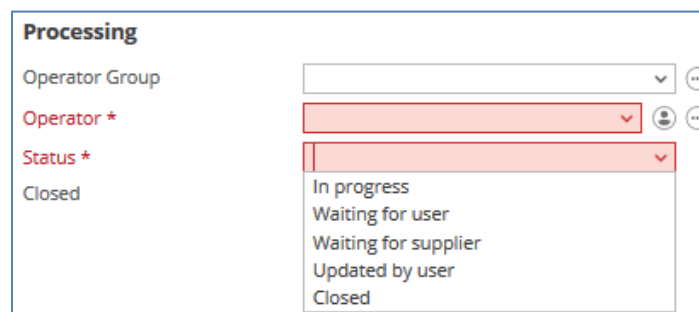 Processing
Operator Group
Operator *
Status *
In progress
Closed
Waiting for user
Waiting for supplier
Updated by user
Closed